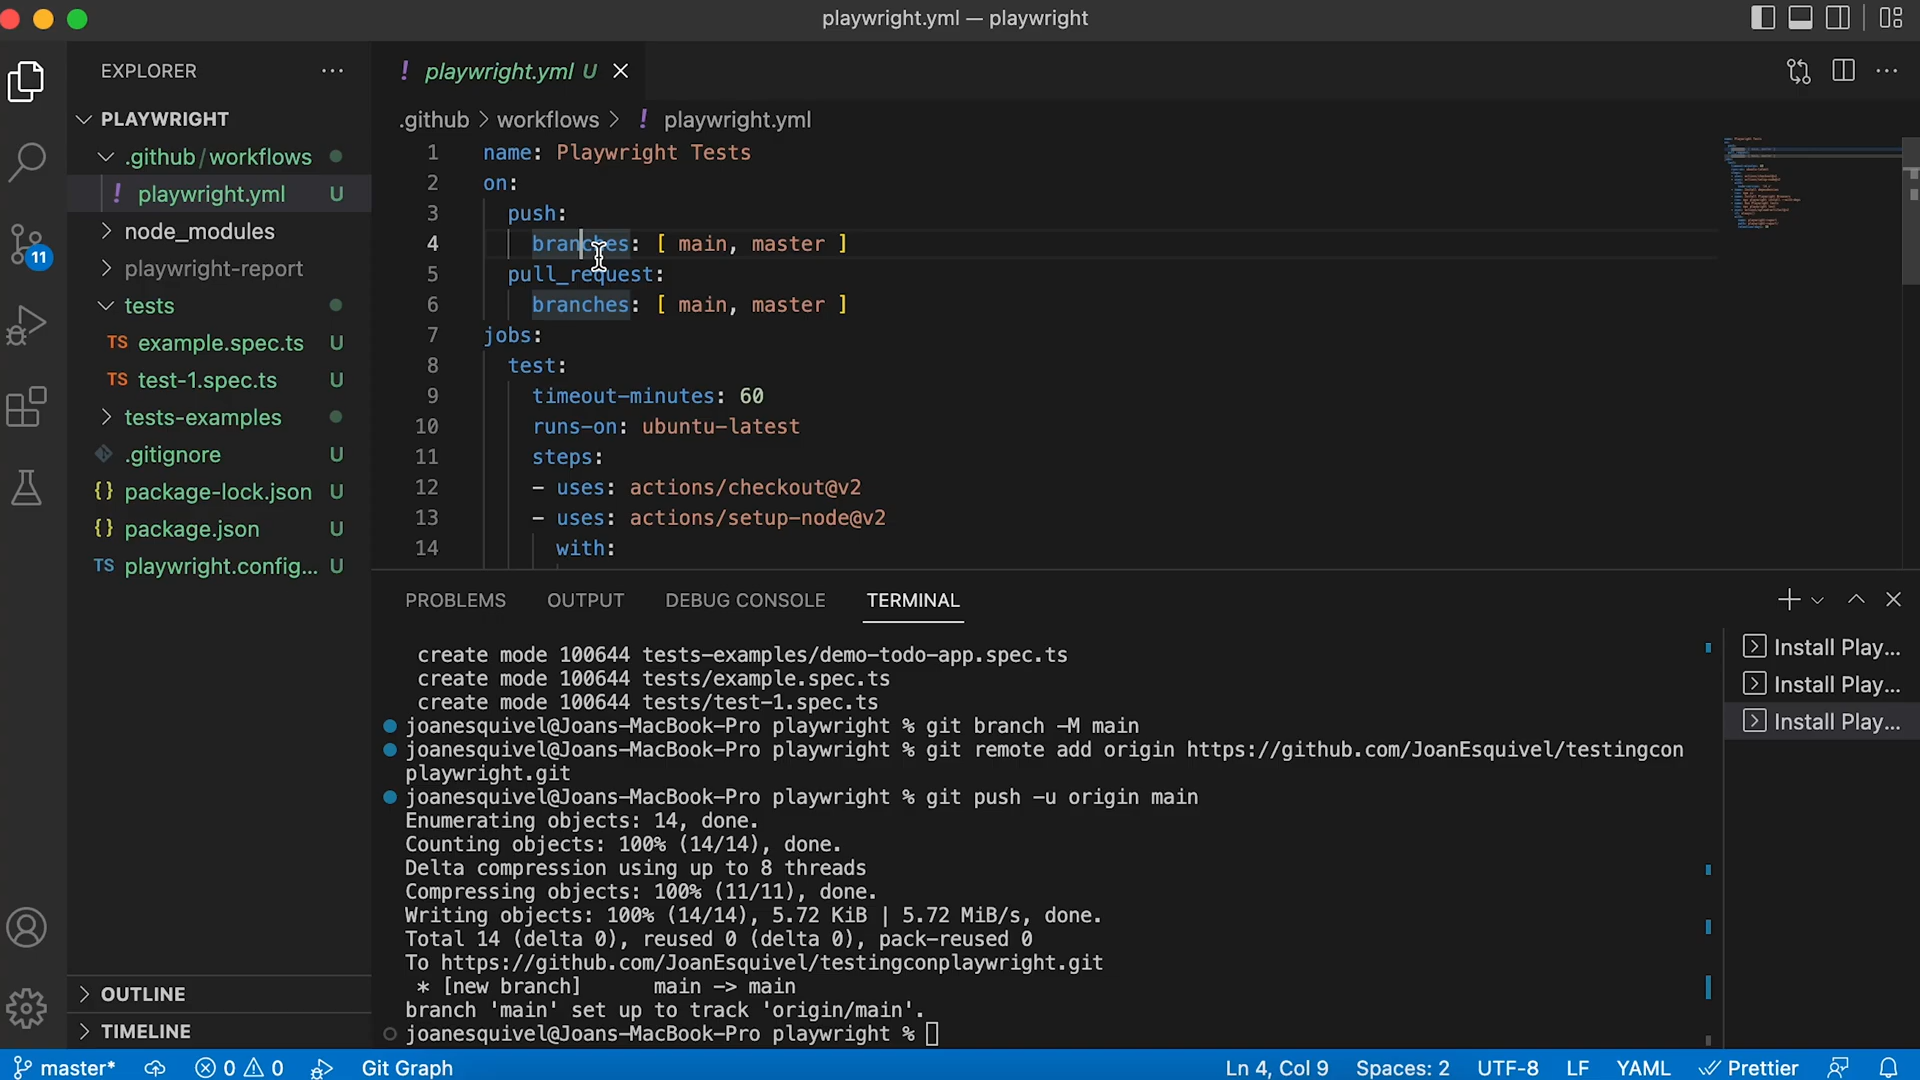 playwright.yml — playwright
EXPLORER
PLAYWRIGHT
.github/workflows
! playwright.yml U
node_modules
playwright-report
tests
TS example.spec.ts U
TS test-1.spec.ts U
tests-examples
.gitignore U
{} package-lock.json U
{} package.json U
TS playwright.config... U
11
OUTLINE
TIMELINE
! playwright.yml U
.github > workflows > ! playwright.yml
1 name: Playwright Tests
2 on:
3 push:
4 branches: [ main, master ]
5 pull_request:
6 branches: [ main, master ]
7 jobs:
8 test:
9 timeout-minutes: 60
10 runs-on: ubuntu-latest
11 steps:
12 - uses: actions/checkout@v2
13 - uses: actions/setup-node@v2
14 with:
PROBLEMS OUTPUT DEBUG CONSOLE TERMINAL
create mode 100644 tests-examples/demo-todo-app.spec.ts
create mode 100644 tests/example.spec.ts
create mode 100644 tests/test-1.spec.ts
joanesquivel@Joans-MacBook-Pro playwright % git branch -M main
joanesquivel@Joans-MacBook-Pro playwright % git remote add origin https://github.com/JoanEsquivel/testingcon
playwright.git
joanesquivel@Joans-MacBook-Pro playwright % git push -u origin main
Enumerating objects: 14, done.
Counting objects: 100% (14/14), done.
Delta compression using up to 8 threads
Compressing objects: 100% (11/11), done.
Writing objects: 100% (14/14), 5.72 KiB | 5.72 MiB/s, done.
Total 14 (delta 0), reused 0 (delta 0), pack-reused 0
To https://github.com/JoanEsquivel/testingconplaywright.git
* [new branch] main -> main
branch 'main' set up to track 'origin/main'.
joanesquivel@Joans-MacBook-Pro playwright %
Install Play...
Install Play...
Install Play...
master* 0 0 Git Graph Ln 4, Col 9 Spaces: 2 UTF-8 LF YAML Prettier